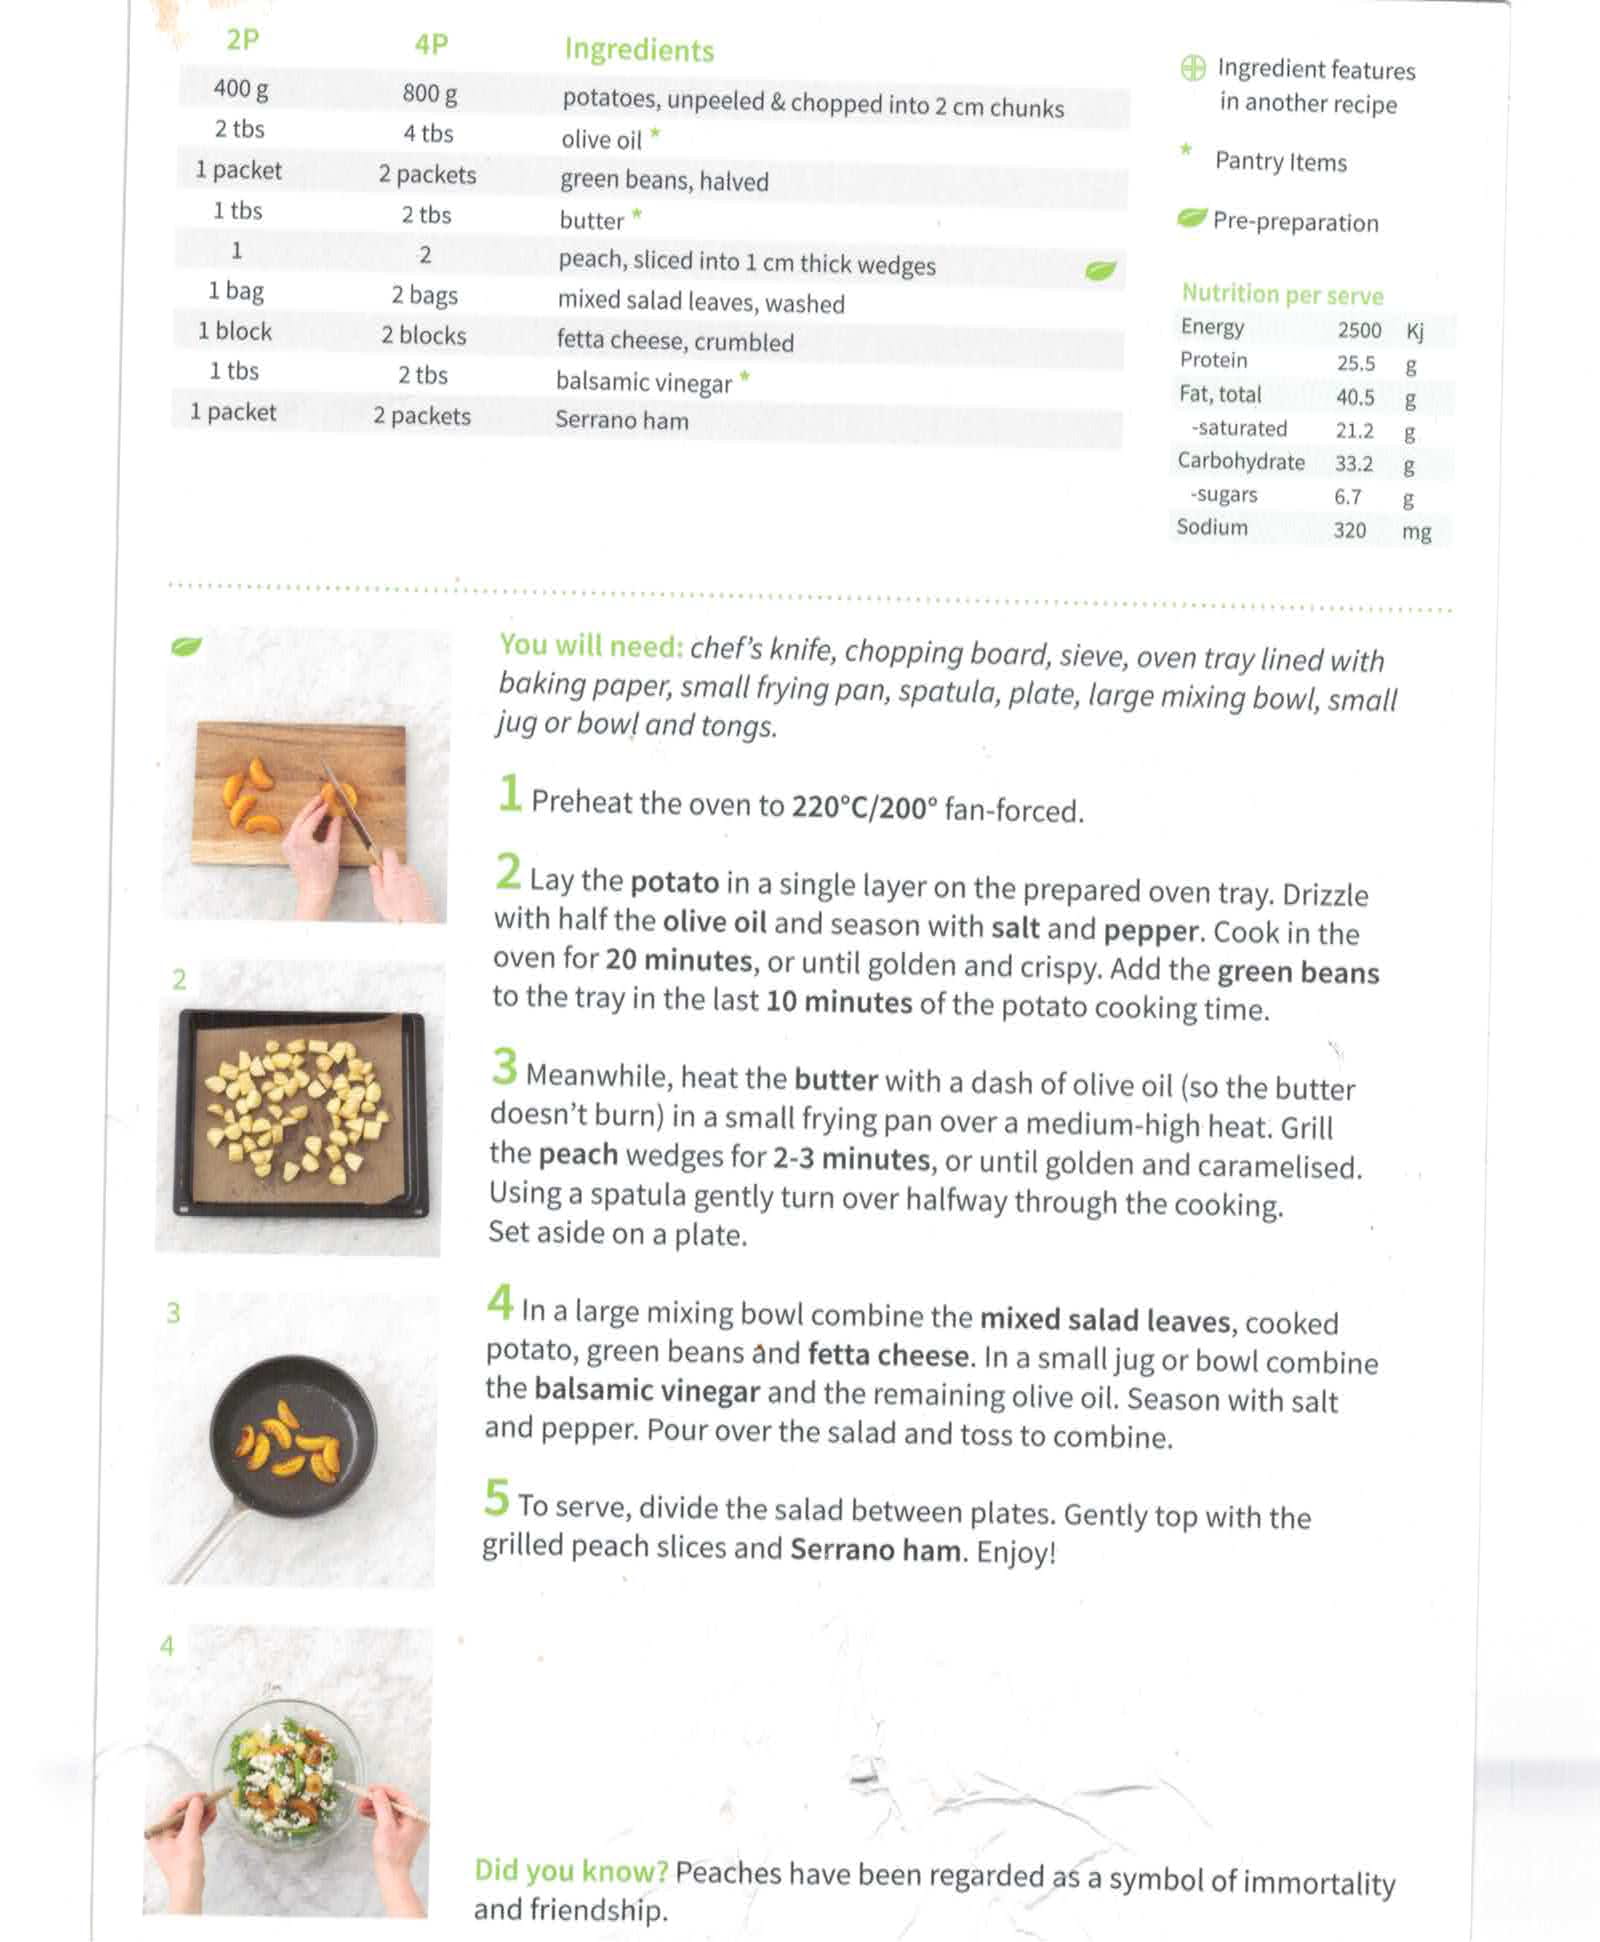 2P 4P Ingredients
400 g 800 g potatoes, unpeeled & chopped into 2 cm chunks
2 tbs 4 tbs olive oil *
1 packet 2 packets green beans, halved
1 tbs 2 tbs butter *
1 2 peach, sliced into 1 cm thick wedges
1 bag 2 bags mixed salad leaves, washed
1 block 2 blocks fetta cheese, crumbled
1 tbs 2 tbs balsamic vinegar *
1 packet 2 packets Serrano ham
Ingredient features
in another recipe
* Pantry Items
Pre-preparation
Nutrition per serve
Energy 2500 Kj
Protein 25.5 g
Fat, total 40.5 g
-saturated 21.2 g
Carbohydrate 33.2 g
-sugars 6.7 g
Sodium 320 mg
You will need: chef's knife, chopping board, sieve, oven tray lined with
baking paper, small frying pan, spatula, plate, large mixing bowl, small
jug or bowl and tongs.
1 Preheat the oven to 220°C/200° fan-forced.
2 Lay the potato in a single layer on the prepared oven tray. Drizzle
with half the olive oil and season with salt and pepper. Cook in the
oven for 20 minutes, or until golden and crispy. Add the green beans
to the tray in the last 10 minutes of the potato cooking time.
3 Meanwhile, heat the butter with a dash of olive oil (so the butter
doesn't burn) in a small frying pan over a medium-high heat. Grill
the peach wedges for 2-3 minutes, or until golden and caramelised.
Using a spatula gently turn over halfway through the cooking.
Set aside on a plate.
4 In a large mixing bowl combine the mixed salad leaves, cooked
potato, green beans and fetta cheese. In a small jug or bowl combine
the balsamic vinegar and the remaining olive oil. Season with salt
and pepper. Pour over the salad and toss to combine.
5 To serve, divide the salad between plates. Gently top with the
grilled peach slices and Serrano ham. Enjoy!
2
3
4
Did you know? Peaches have been regarded as a symbol of immortality
and friendship.